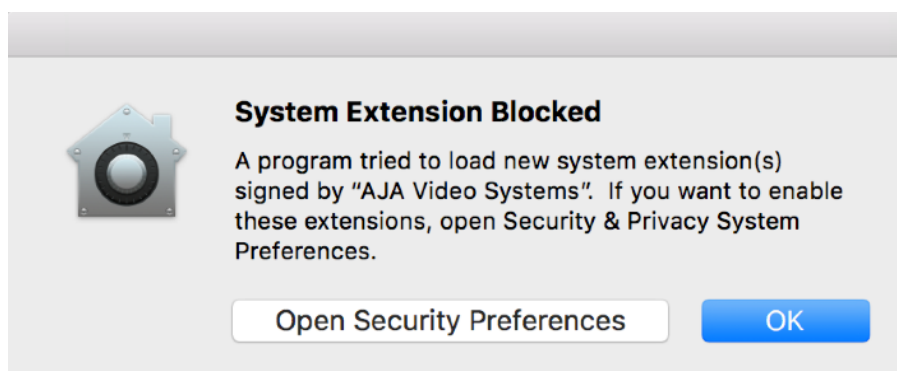 System Extension Blocked
A program tried to load new system extension(s)
signed by “AJA Video Systems”.  If you want to enable
these extensions, open Security & Privacy System
Preferences.
Open Security Preferences
OK